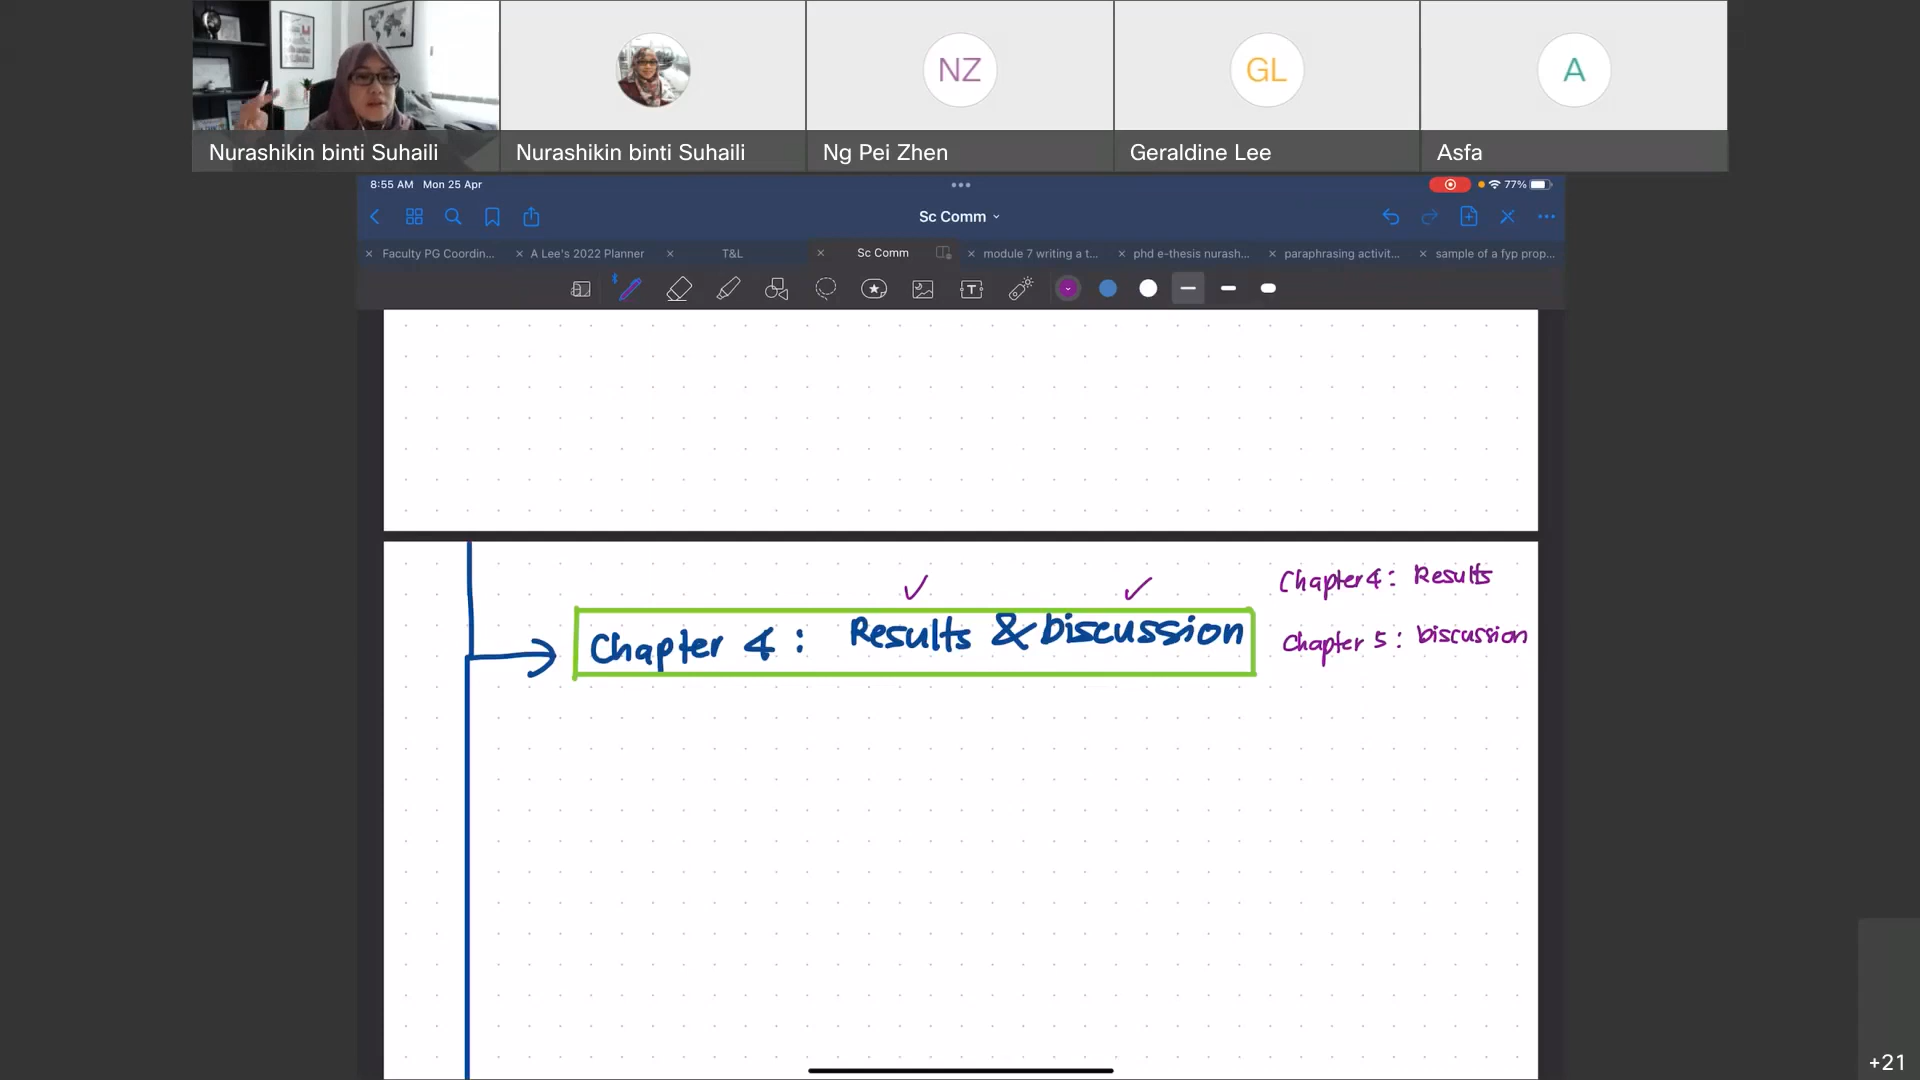 Nurashikin binti Suhaili
Nurashikin binti Suhaili
NZ
Ng Pei Zhen
GL
Geraldine Lee
A
Asfa
8:55 AM Mon 25 Apr
77%
Sc Comm
Faculty PG Coordin...
A Lee's 2022 Planner
T&L
Sc Comm
module 7 writing a t...
phd e-thesis nurash...
paraphrasing activit...
sample of a fyp prop...
Chapter 4 : Results & Discussion
Chapter 4 : Results
Chapter 5 : Discussion
+21